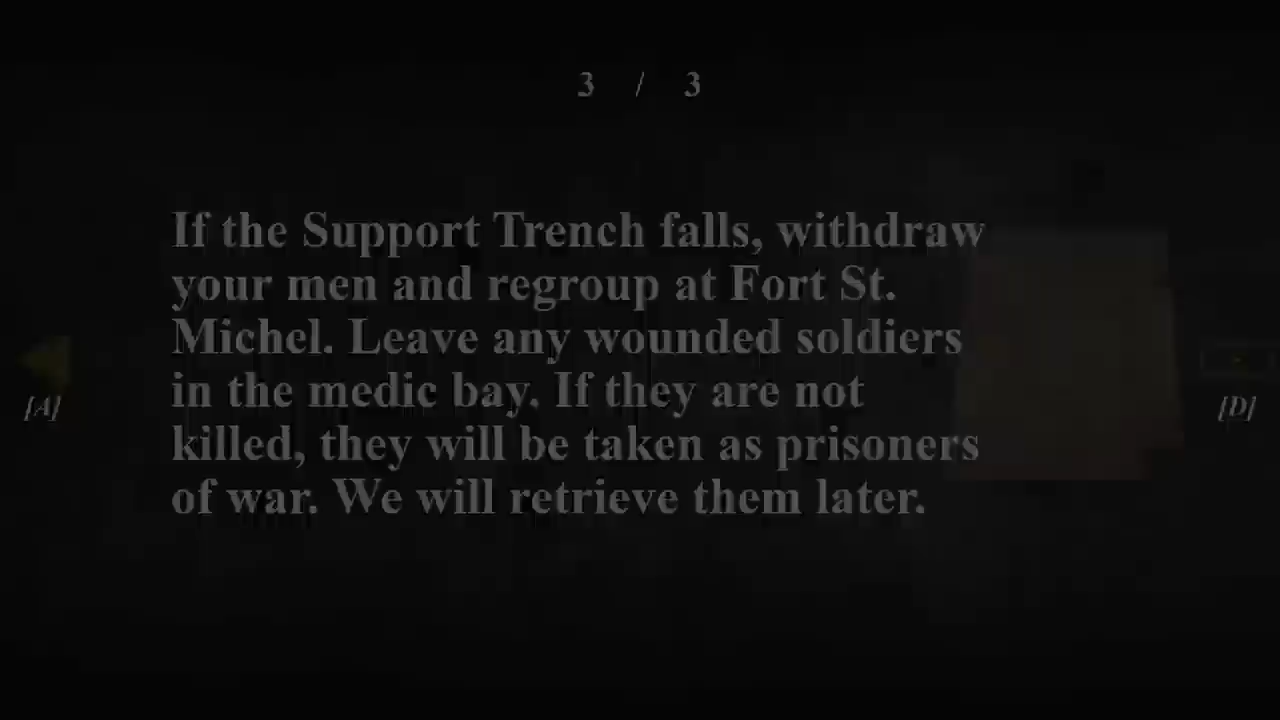 3 / 3
If the Support Trench falls, withdraw
your men and regroup at Fort St.
Michel. Leave any wounded soldiers
in the medic bay. If they are not
killed, they will be taken as prisoners
of war. We will retrieve them later.
[A]
[D]